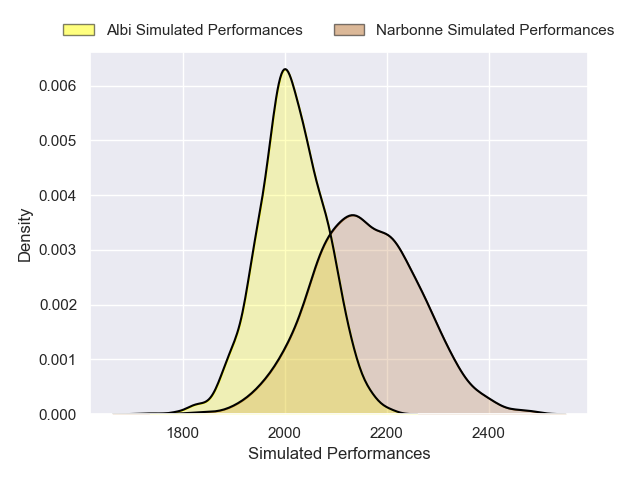 Albi Simulated Performances
Narbonne Simulated Performances
Density
0.006
0.005
0.004
0.003
0.002
0.001
0.000
1800
2000
2200
2400
Simulated Performances